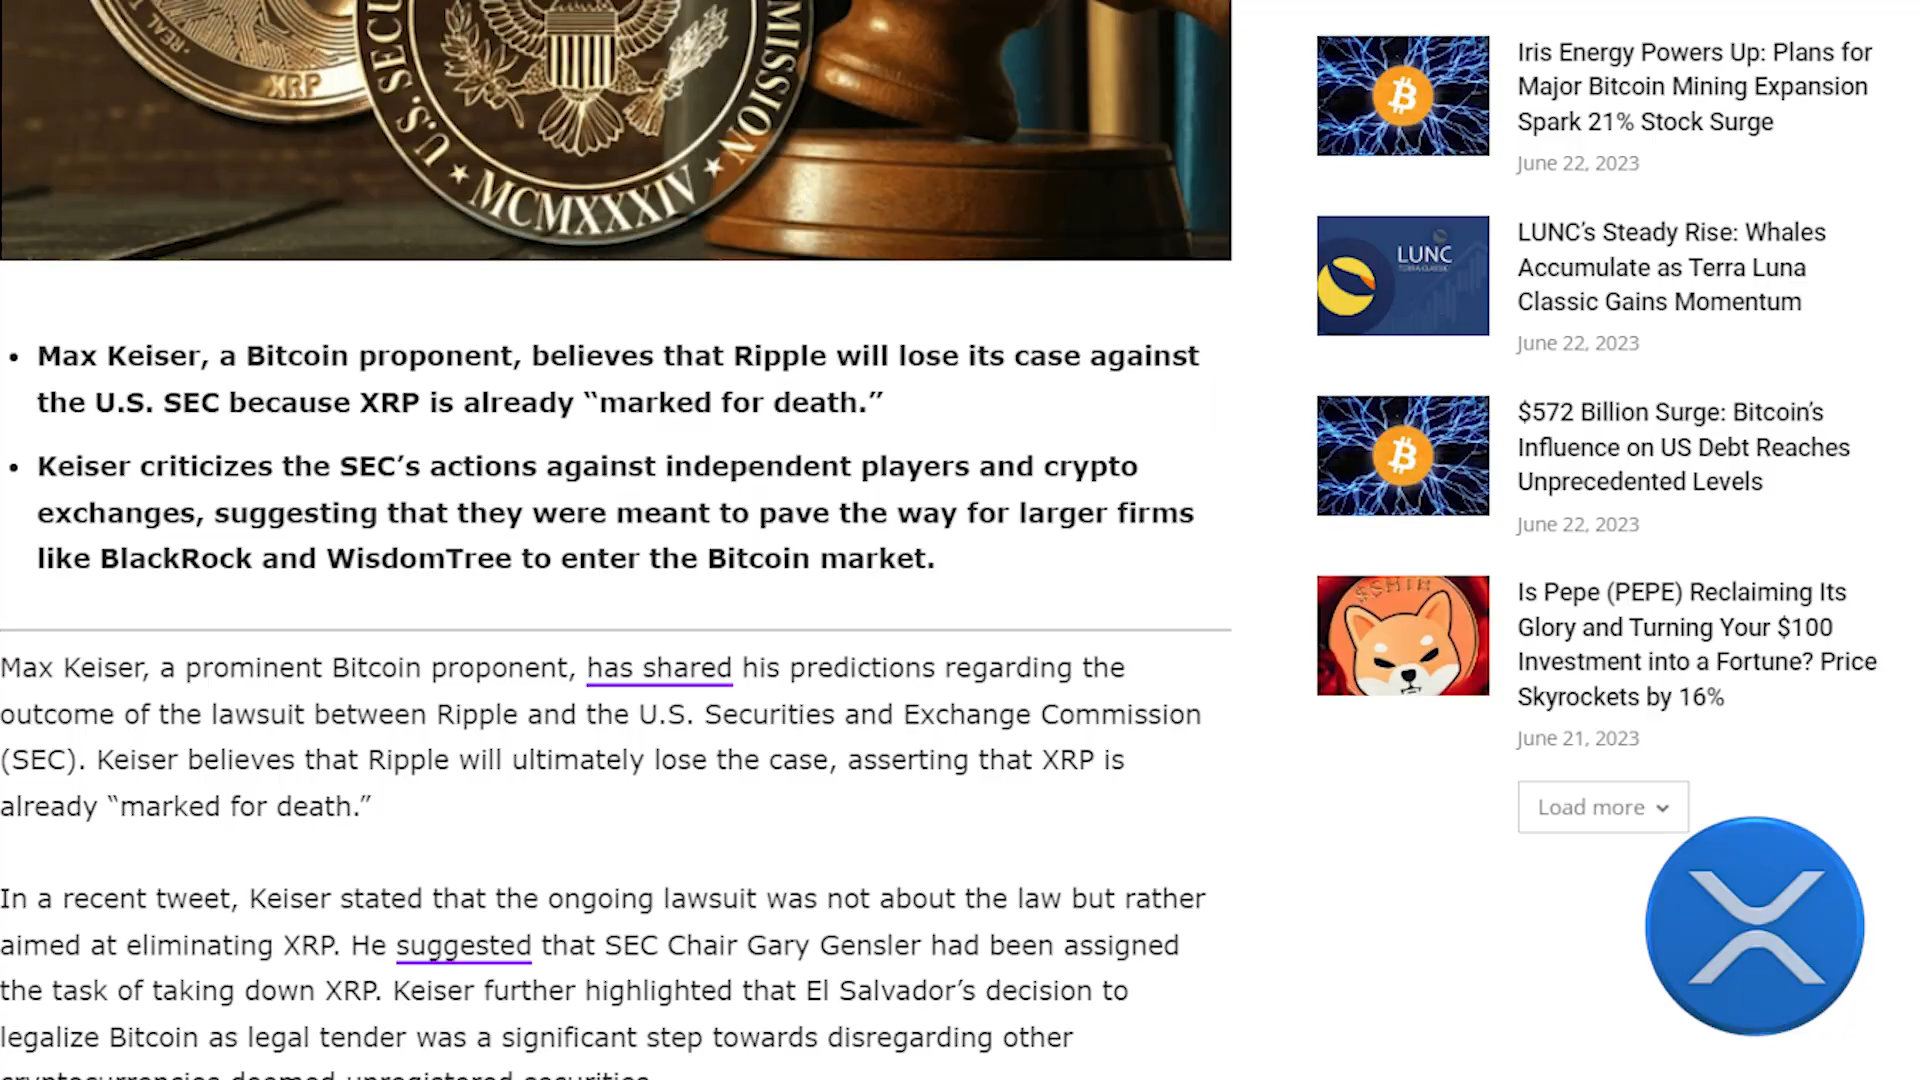 REAL
XRP
U.S. SECU
MISSION
MCMXXXIV
Max Keiser, a Bitcoin proponent, believes that Ripple will lose its case against
the U.S. SEC because XRP is already “marked for death.”
Keiser criticizes the SEC’s actions against independent players and crypto
exchanges, suggesting that they were meant to pave the way for larger firms
like BlackRock and WisdomTree to enter the Bitcoin market.
Max Keiser, a prominent Bitcoin proponent, has shared his predictions regarding the
outcome of the lawsuit between Ripple and the U.S. Securities and Exchange Commission
(SEC). Keiser believes that Ripple will ultimately lose the case, asserting that XRP is
already “marked for death.”
In a recent tweet, Keiser stated that the ongoing lawsuit was not about the law but rather
aimed at eliminating XRP. He suggested that SEC Chair Gary Gensler had been assigned
the task of taking down XRP. Keiser further highlighted that El Salvador’s decision to
legalize Bitcoin as legal tender was a significant step towards disregarding other
cryptocurrencies deemed unregistered securities.
Iris Energy Powers Up: Plans for
Major Bitcoin Mining Expansion
Spark 21% Stock Surge
June 22, 2023
LUNC
TERRA CLASSIC
LUNC’s Steady Rise: Whales
Accumulate as Terra Luna
Classic Gains Momentum
June 22, 2023
$572 Billion Surge: Bitcoin’s
Influence on US Debt Reaches
Unprecedented Levels
June 22, 2023
$SHIB
Is Pepe (PEPE) Reclaiming Its
Glory and Turning Your $100
Investment into a Fortune? Price
Skyrockets by 16%
June 21, 2023
Load more